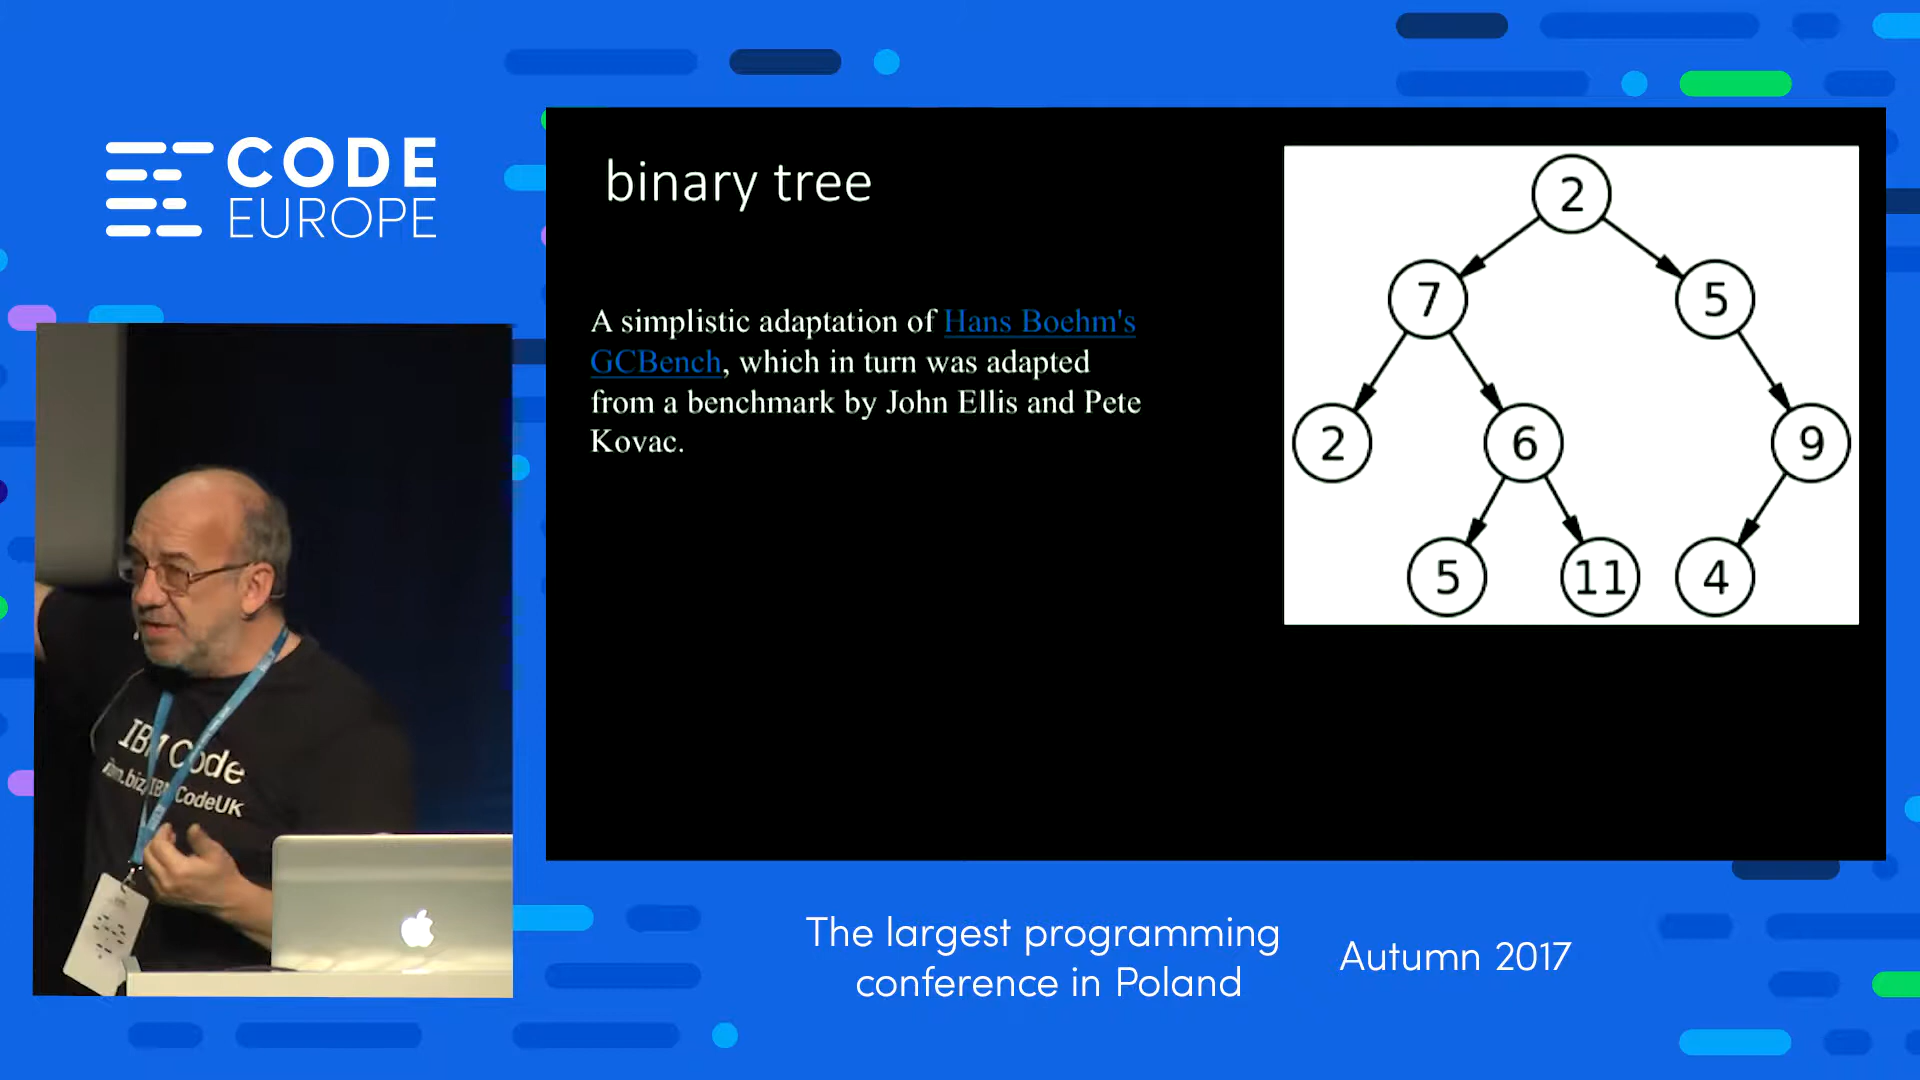 CODE
EUROPE
binary tree
A simplistic adaptation of Hans Boehm's
GCBench, which in turn was adapted
from a benchmark by John Ellis and Pete
Kovac.
2
7
5
2
6
9
5
11
4
IBM Code
ibm.biz/IBMCodeUK
The largest programming
conference in Poland
Autumn 2017